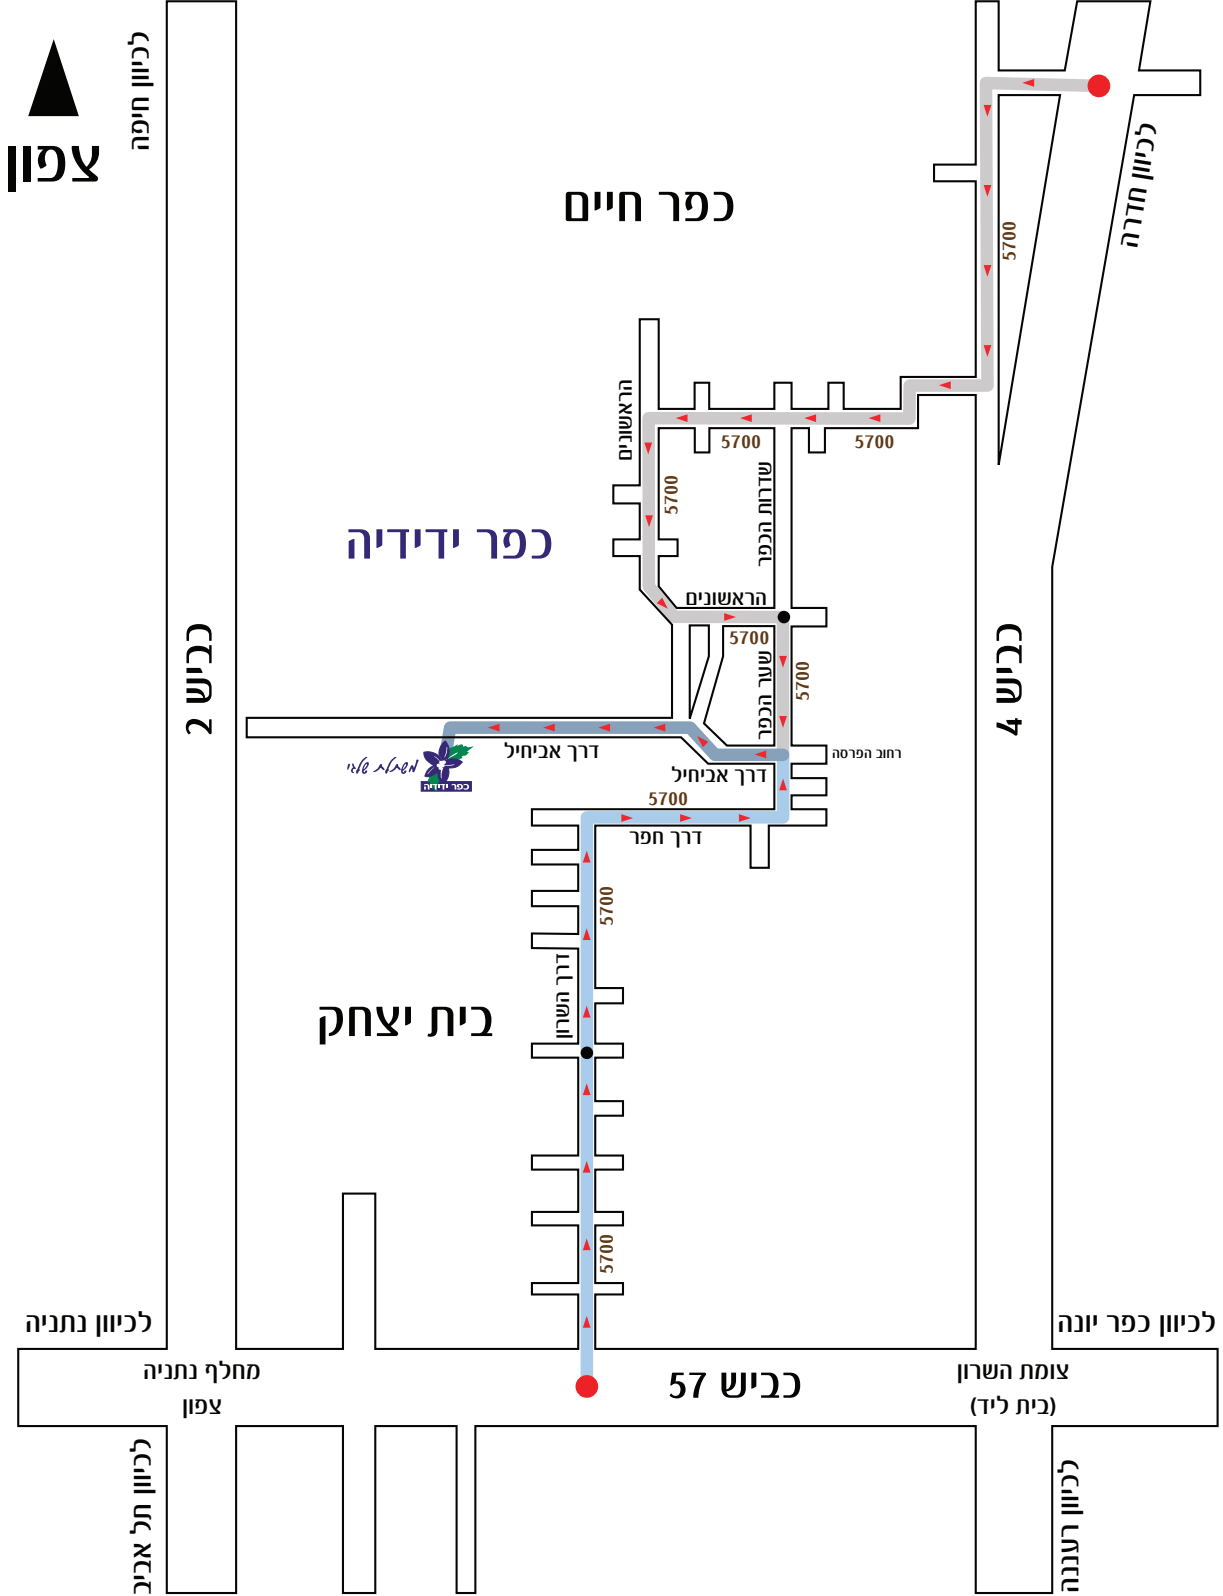 לכיוון חיפה
צפון
כפר חיים
לכיוון חדרה
5700
הראשונים
5700
5700
5700
שדרות הכפר
כפר ידידיה
הראשונים
5700
שער הכפר
5700
כביש 2
כביש 4
רחוב הפרסה
דרך אביחיל
דרך אביחיל
משתלת שלגי
כפר ידידיה
5700
דרך חפר
5700
דרך השרון
בית יצחק
5700
לכיוון נתניה
לכיוון כפר יונה
מחלף נתניה
צפון
כביש 57
צומת השרון
(בית ליד)
לכיוון תל אביב
לכיוון רעננה